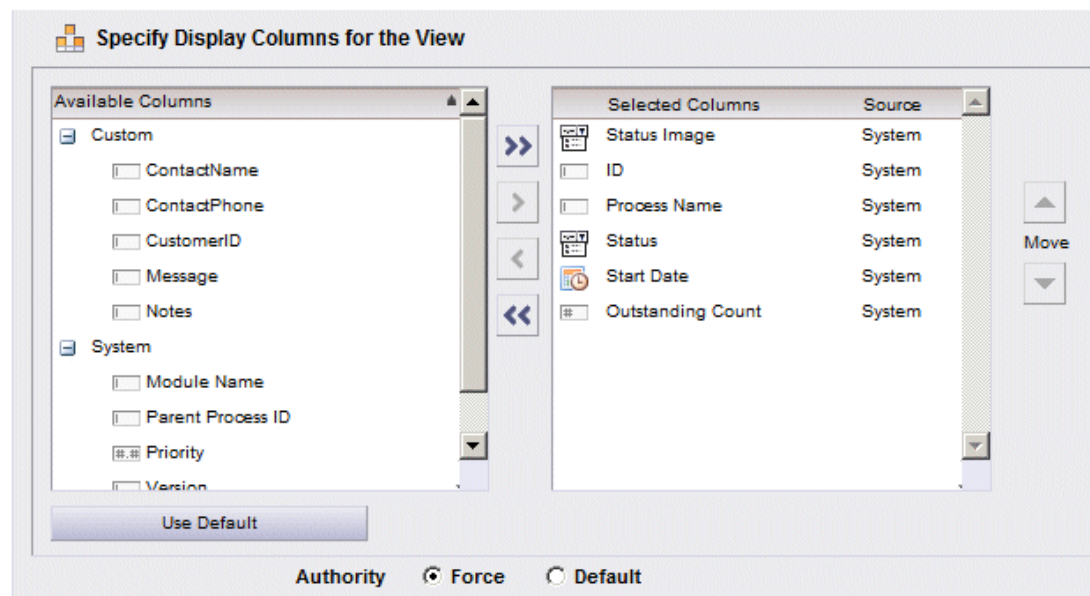 Specify Display Columns for the View
Available Columns
Custom
ContactName
ContactPhone
CustomerID
Message
Notes
System
Module Name
Parent Process ID
#.# Priority
Version
Use Default
>>
>
<
<<
Selected Columns Source
Status Image System
ID System
Process Name System
Status System
Start Date System
# Outstanding Count System
Move
Authority Force Default